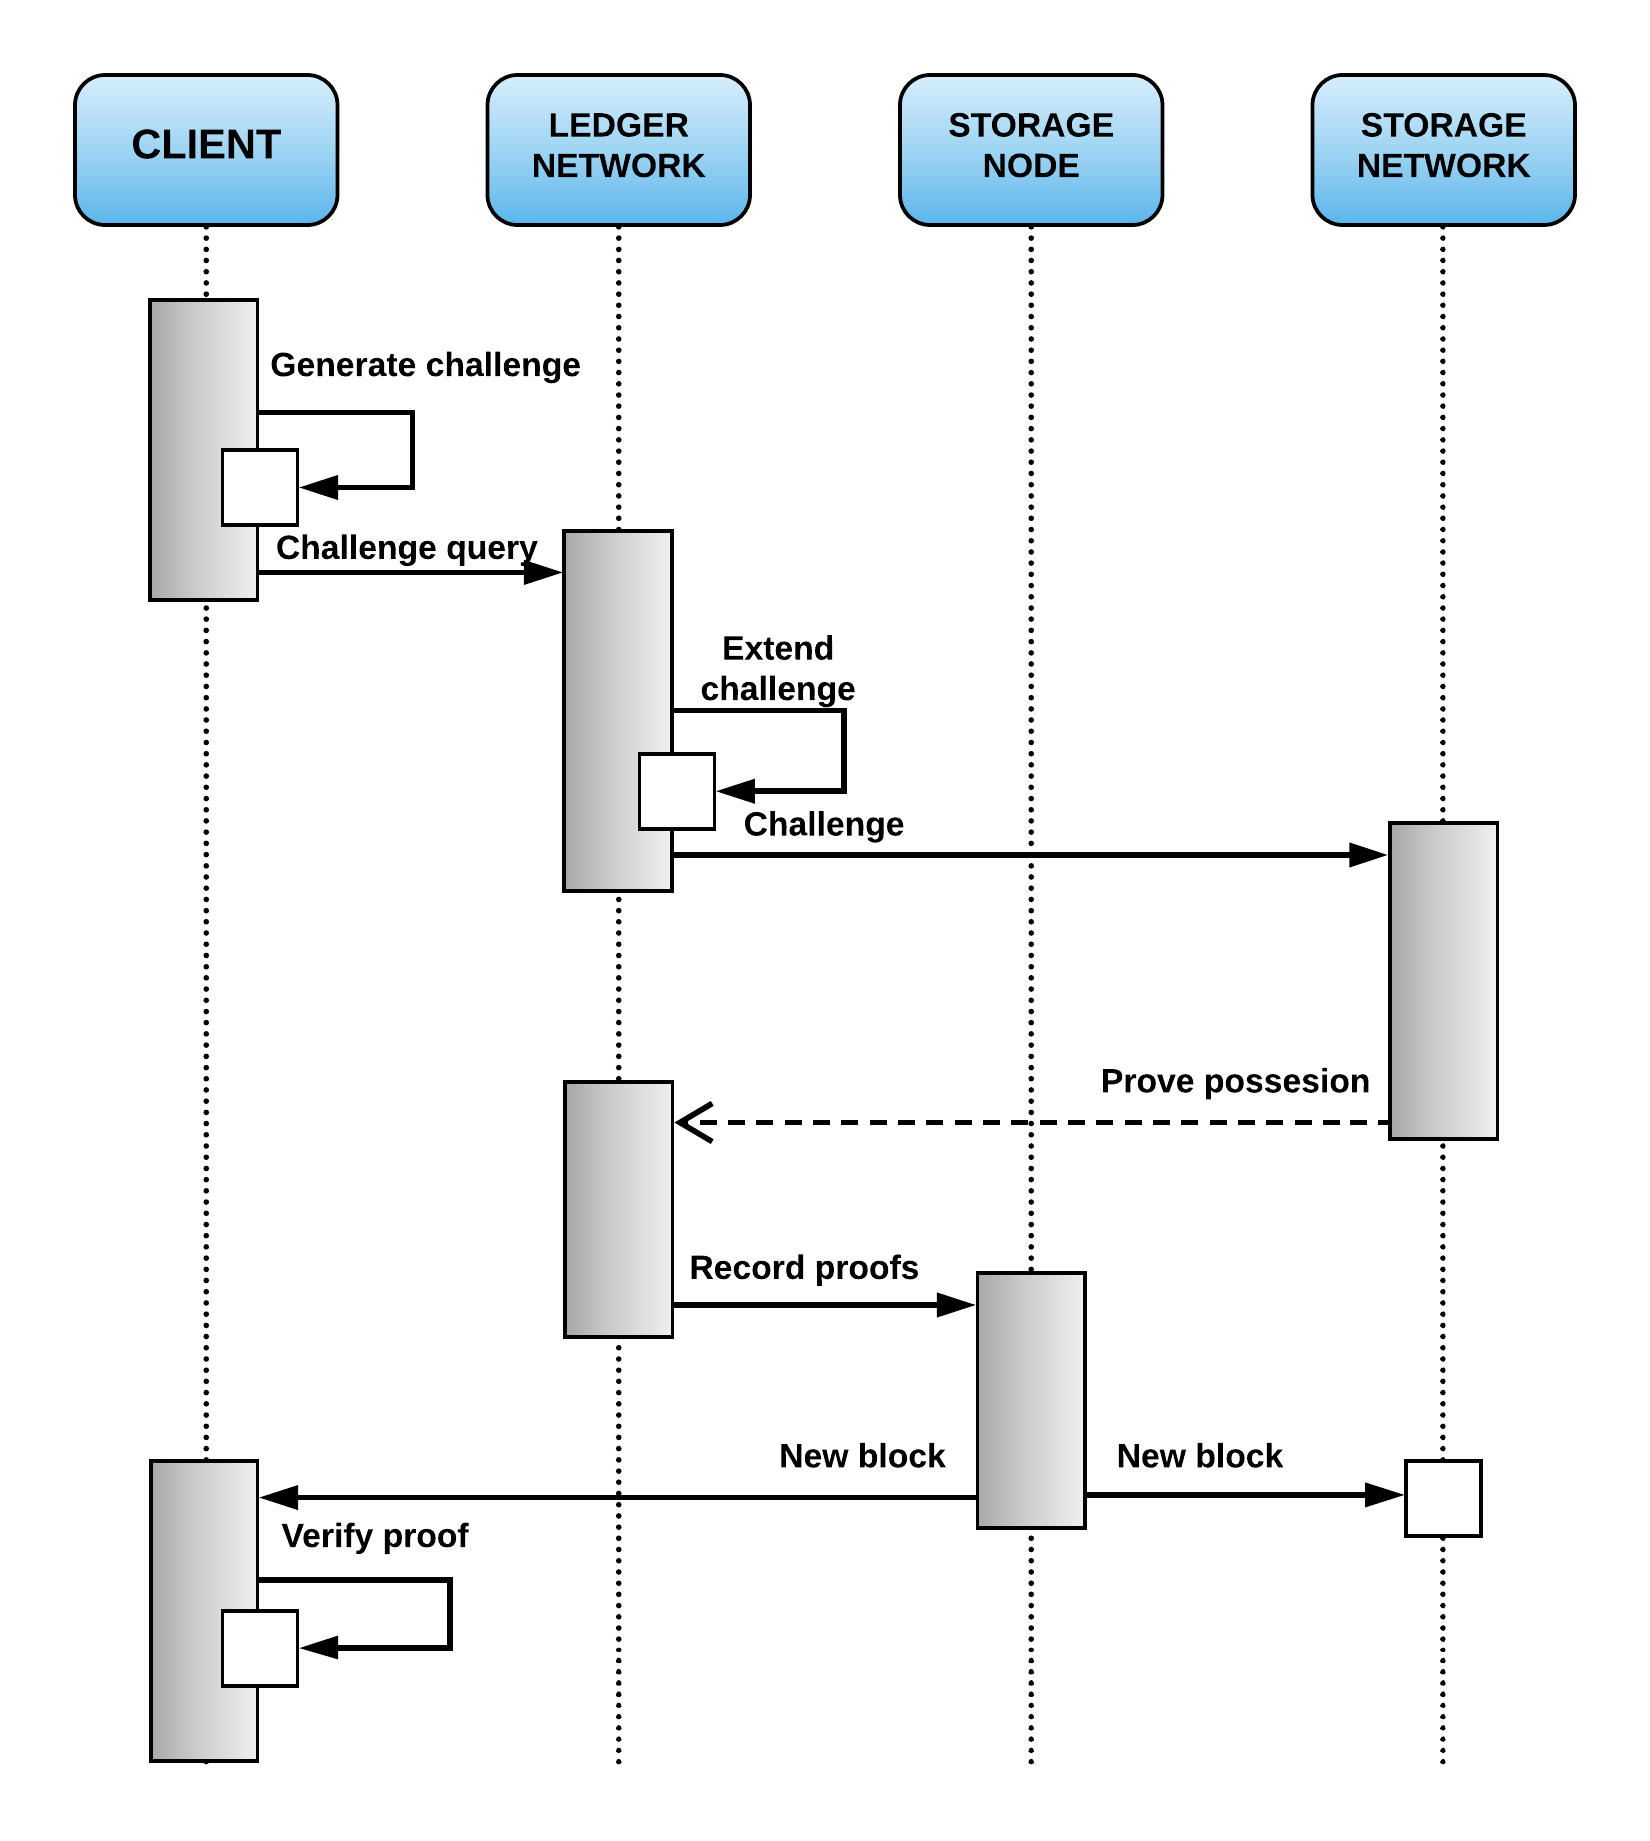 CLIENT
LEDGER
NETWORK
STORAGE
NODE
STORAGE
NETWORK
Generate challenge
Challenge query
Extend
challenge
Challenge
Prove possesion
Record proofs
New block
New block
Verify proof